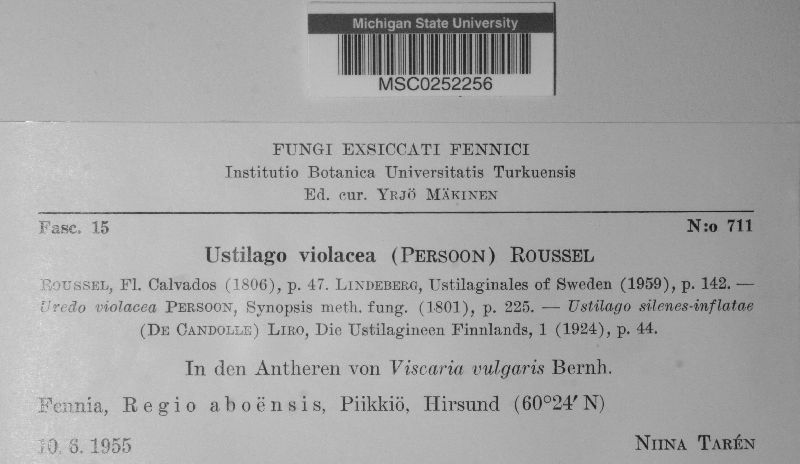 Michigan State University
MSC0252256
FUNGI EXSICCATI FENNICI
Institutio Botanica Universitatis Turkuensis
Ed. cur. YRJÖ MÄKINEN
Fasc. 15 N:o 711
Ustilago violacea (PERSOON) ROUSSEL
ROUSSEL, Fl. Calvados (1806), p. 47. LINDEBERG, Ustilaginales of Sweden (1959), p. 142. —
Uredo violacea PERSOON, Synopsis meth. fung. (1801), p. 225. — Ustilago silenes-inflatae
(DE CANDOLLE) LIRO, Die Ustilagineen Finnlands, 1 (1924), p. 44.
In den Antheren von Viscaria vulgaris Bernh.
Fennia, Regio aboënsis, Piikkiö, Hirsund (60°24′ N)
10. 6. 1955 NIINA TARÉN